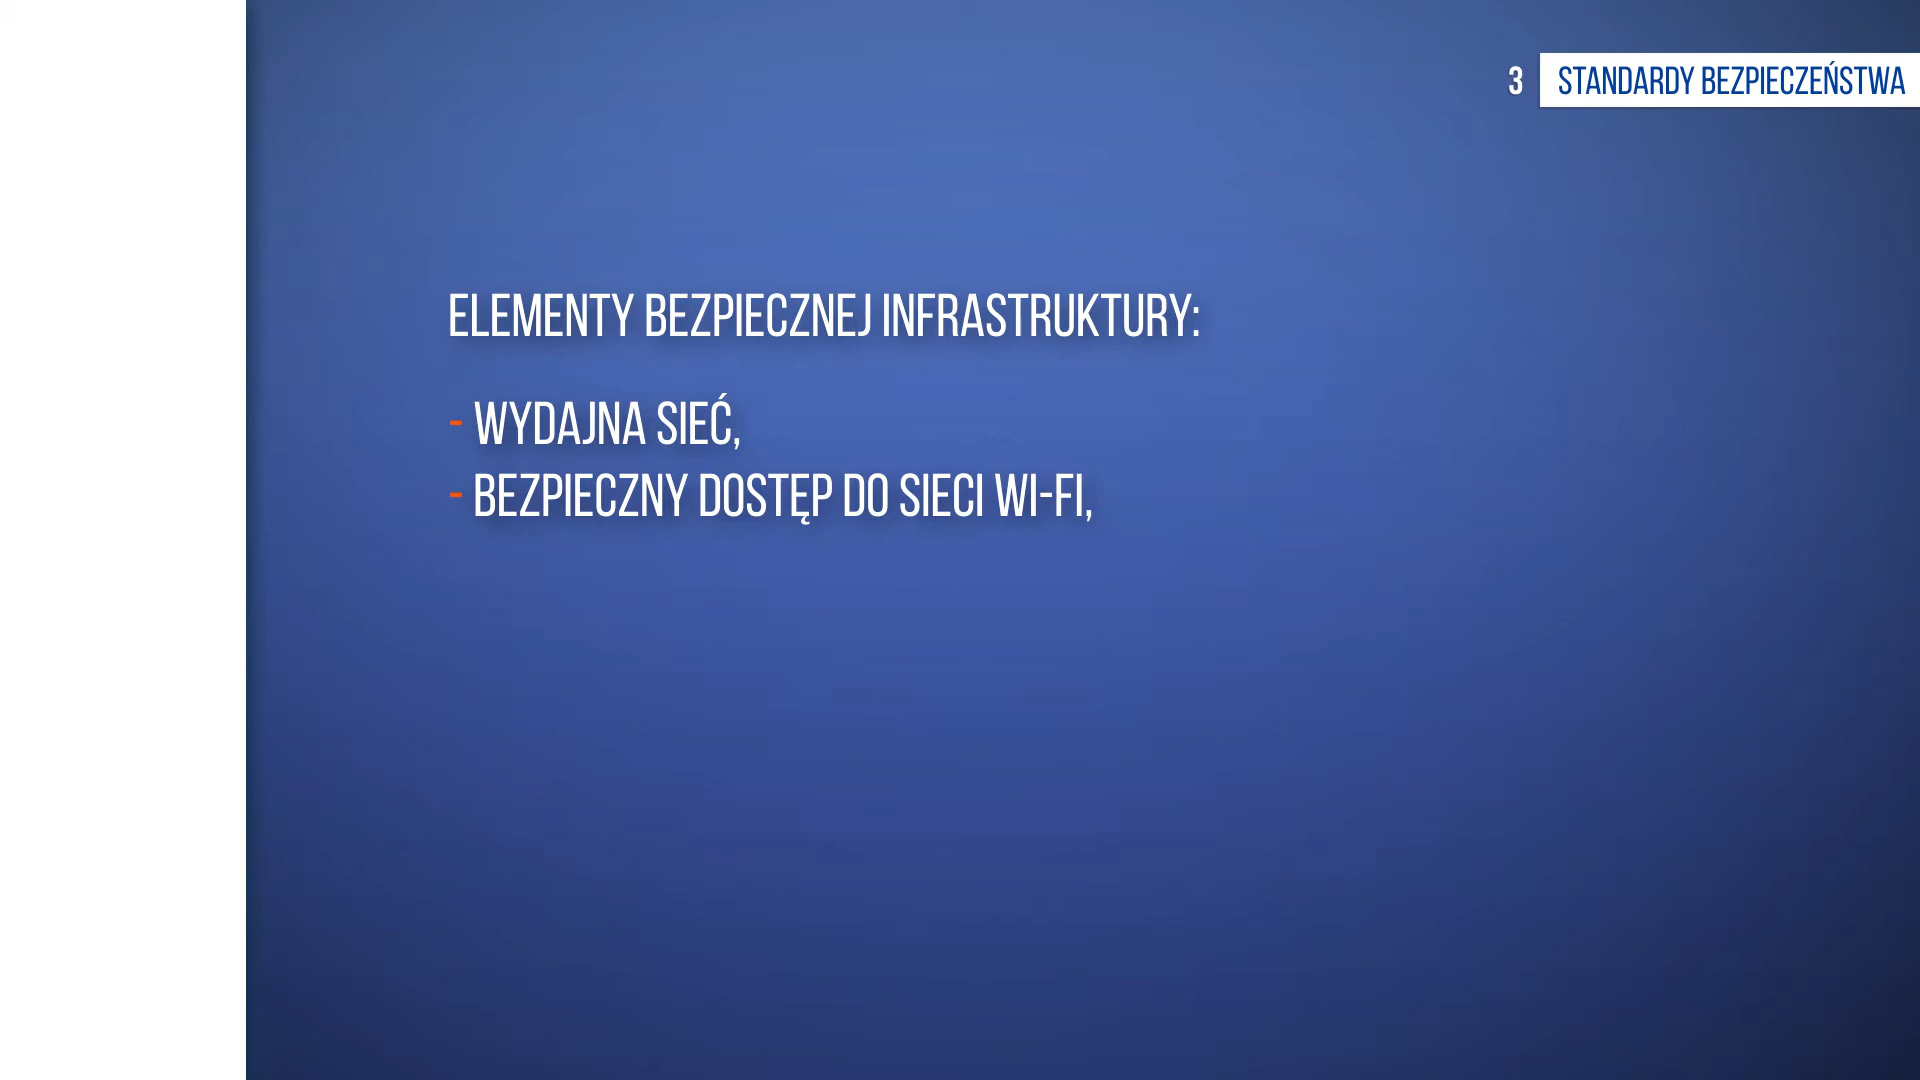 3 STANDARDY BEZPIECZEŃSTWA
ELEMENTY BEZPIECZNEJ INFRASTRUKTURY:
- WYDAJNA SIEĆ,
- BEZPIECZNY DOSTĘP DO SIECI WI-FI,